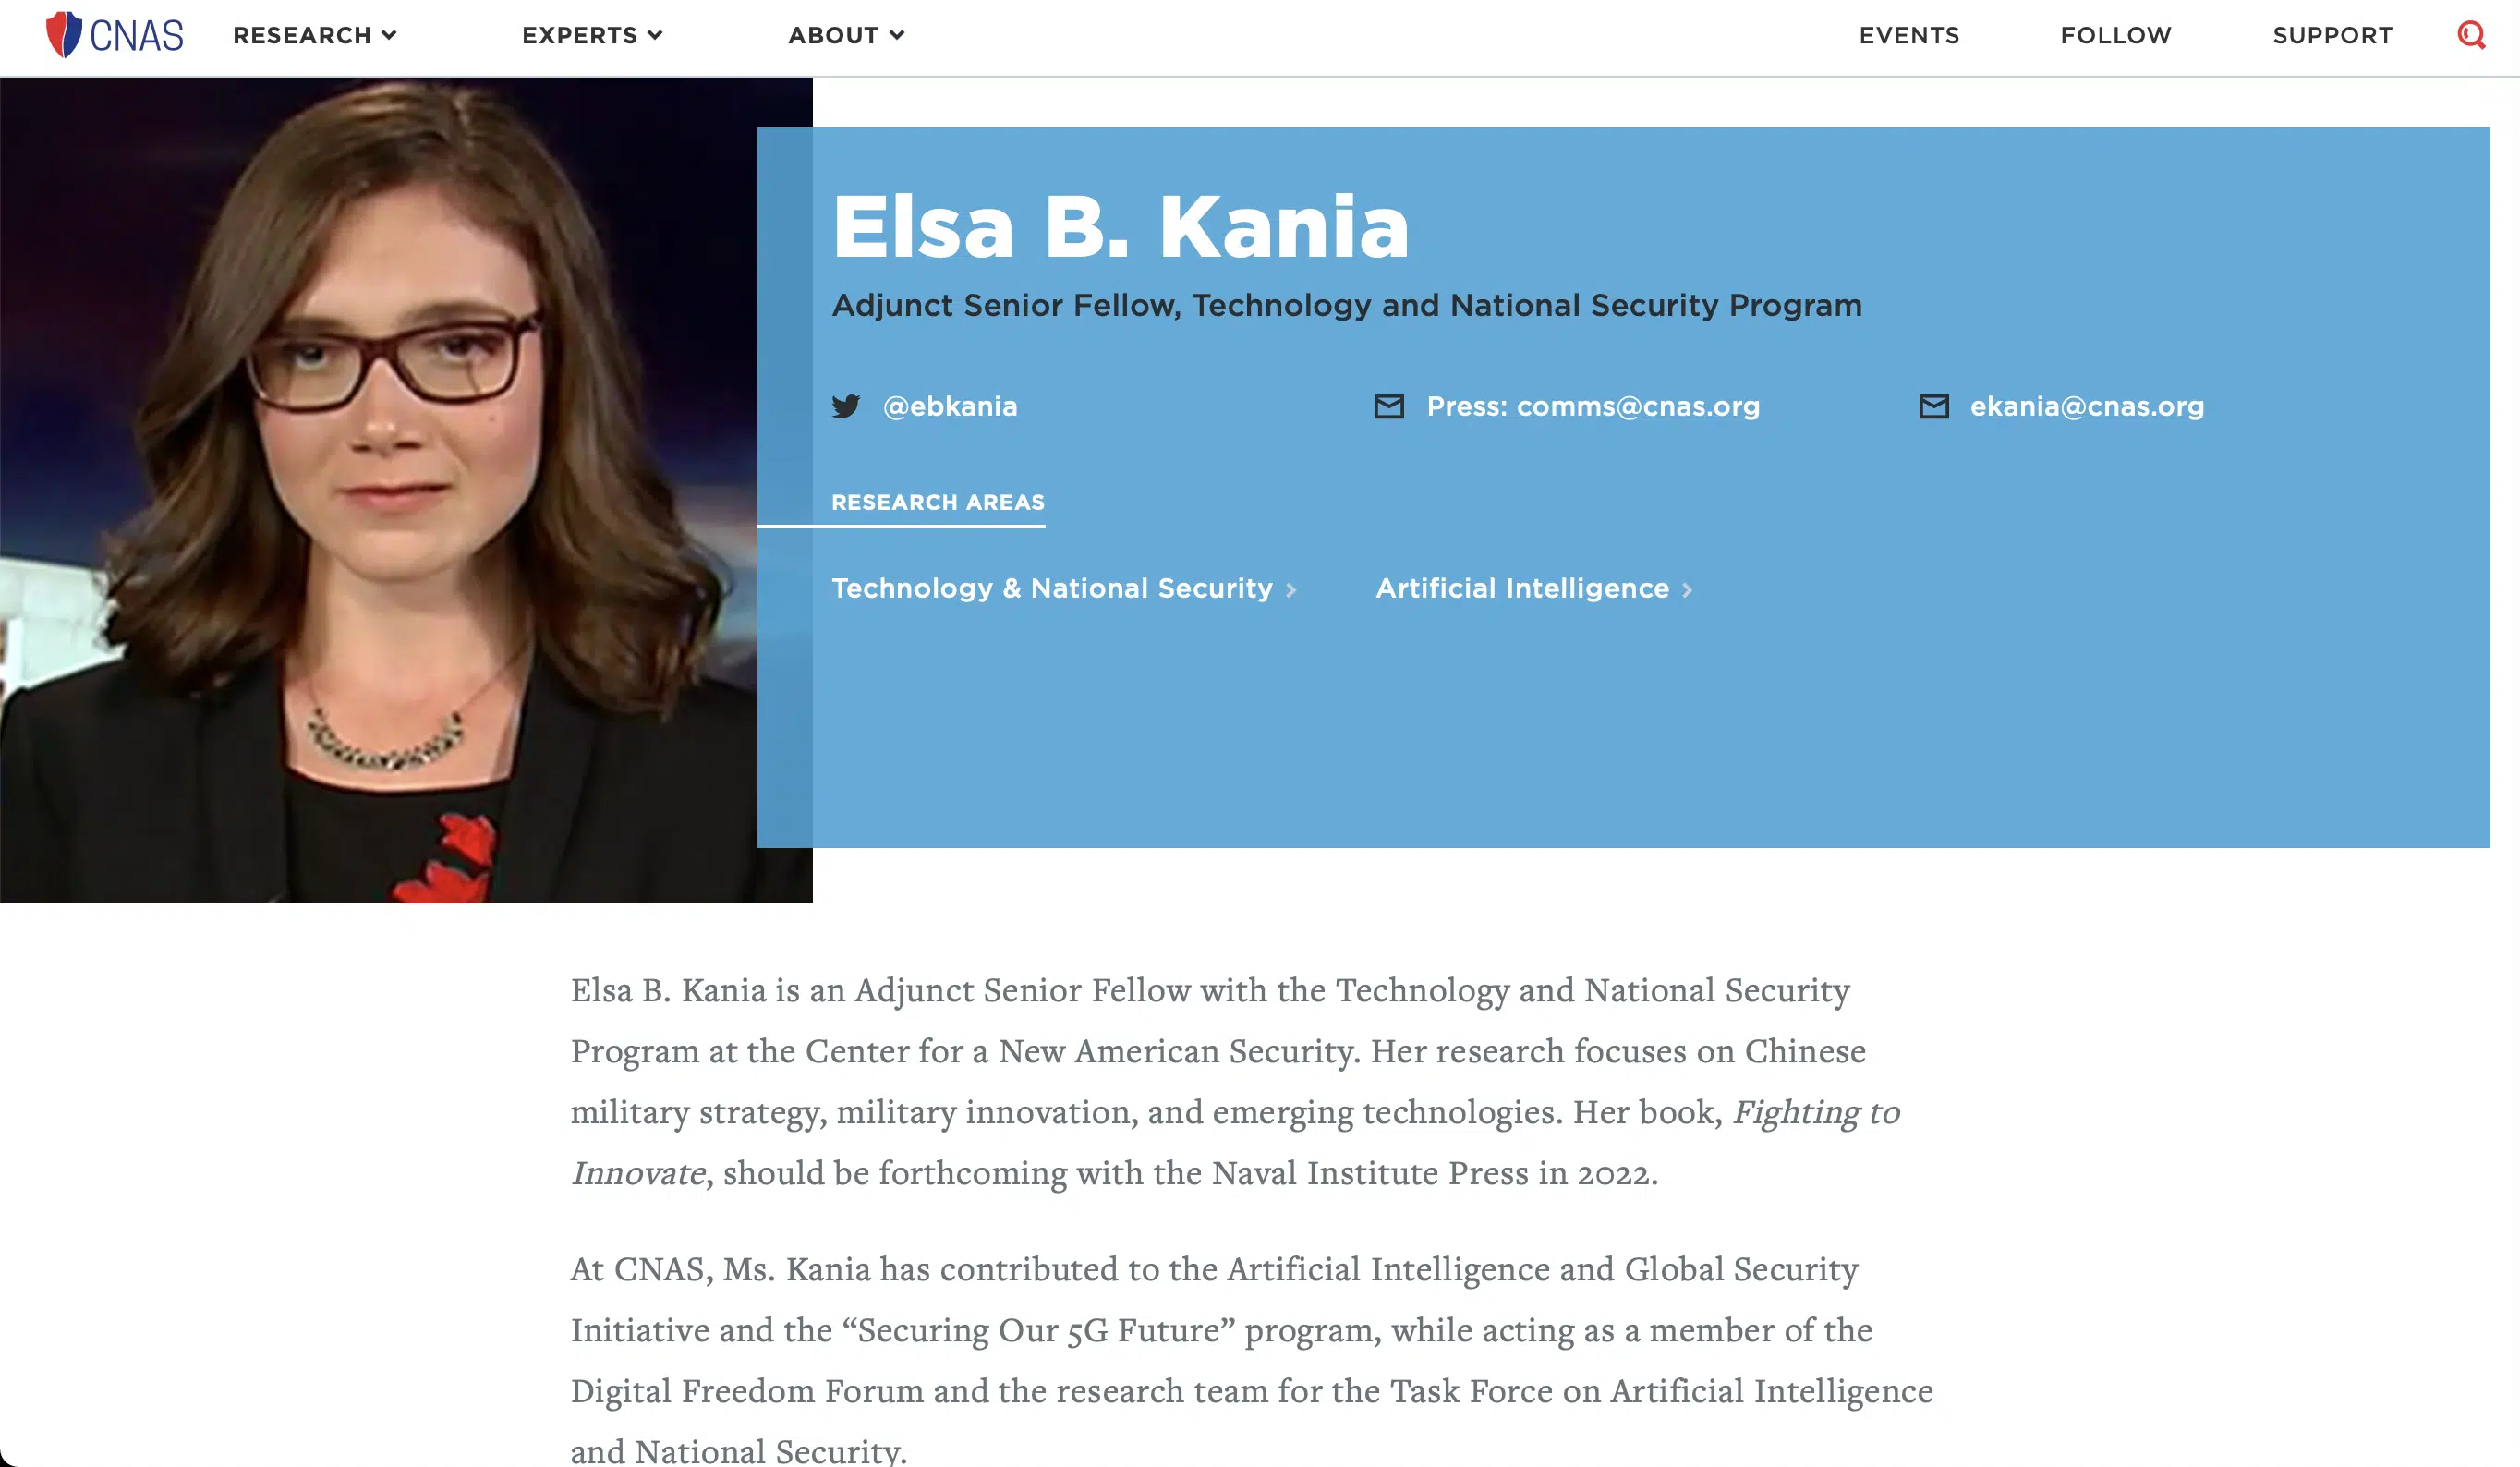 CNAS RESEARCH EXPERTS ABOUT EVENTS FOLLOW SUPPORT
Elsa B. Kania
Adjunct Senior Fellow, Technology and National Security Program
@ebkania Press: comms@cnas.org ekania@cnas.org
RESEARCH AREAS
Technology & National Security > Artificial Intelligence >
Elsa B. Kania is an Adjunct Senior Fellow with the Technology and National Security
Program at the Center for a New American Security. Her research focuses on Chinese
military strategy, military innovation, and emerging technologies. Her book, Fighting to
Innovate, should be forthcoming with the Naval Institute Press in 2022.
At CNAS, Ms. Kania has contributed to the Artificial Intelligence and Global Security
Initiative and the “Securing Our 5G Future” program, while acting as a member of the
Digital Freedom Forum and the research team for the Task Force on Artificial Intelligence
and National Security.